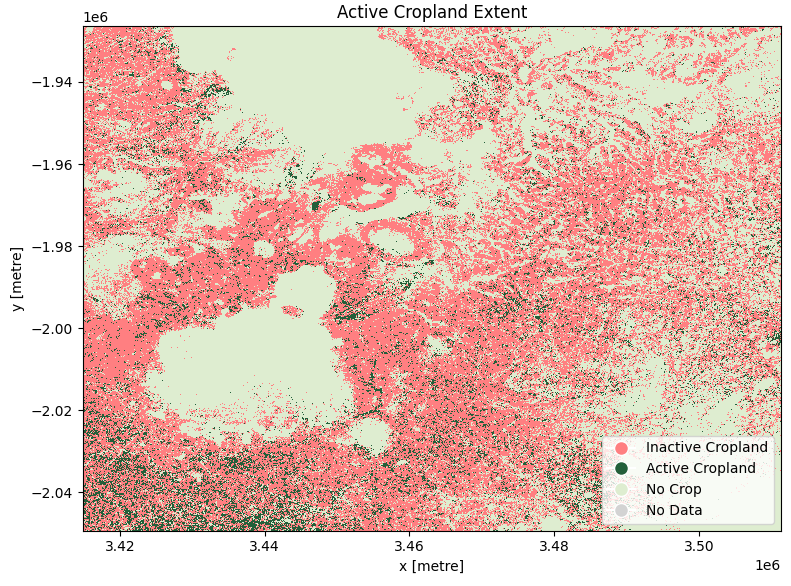 Active Cropland Extent
1e6
−1.94
−1.96
−1.98
−2.00
−2.02
−2.04
y [metre]
Inactive Cropland
Active Cropland
No Crop
No Data
3.42
3.44
3.46
3.48
3.50
x [metre]
1e6